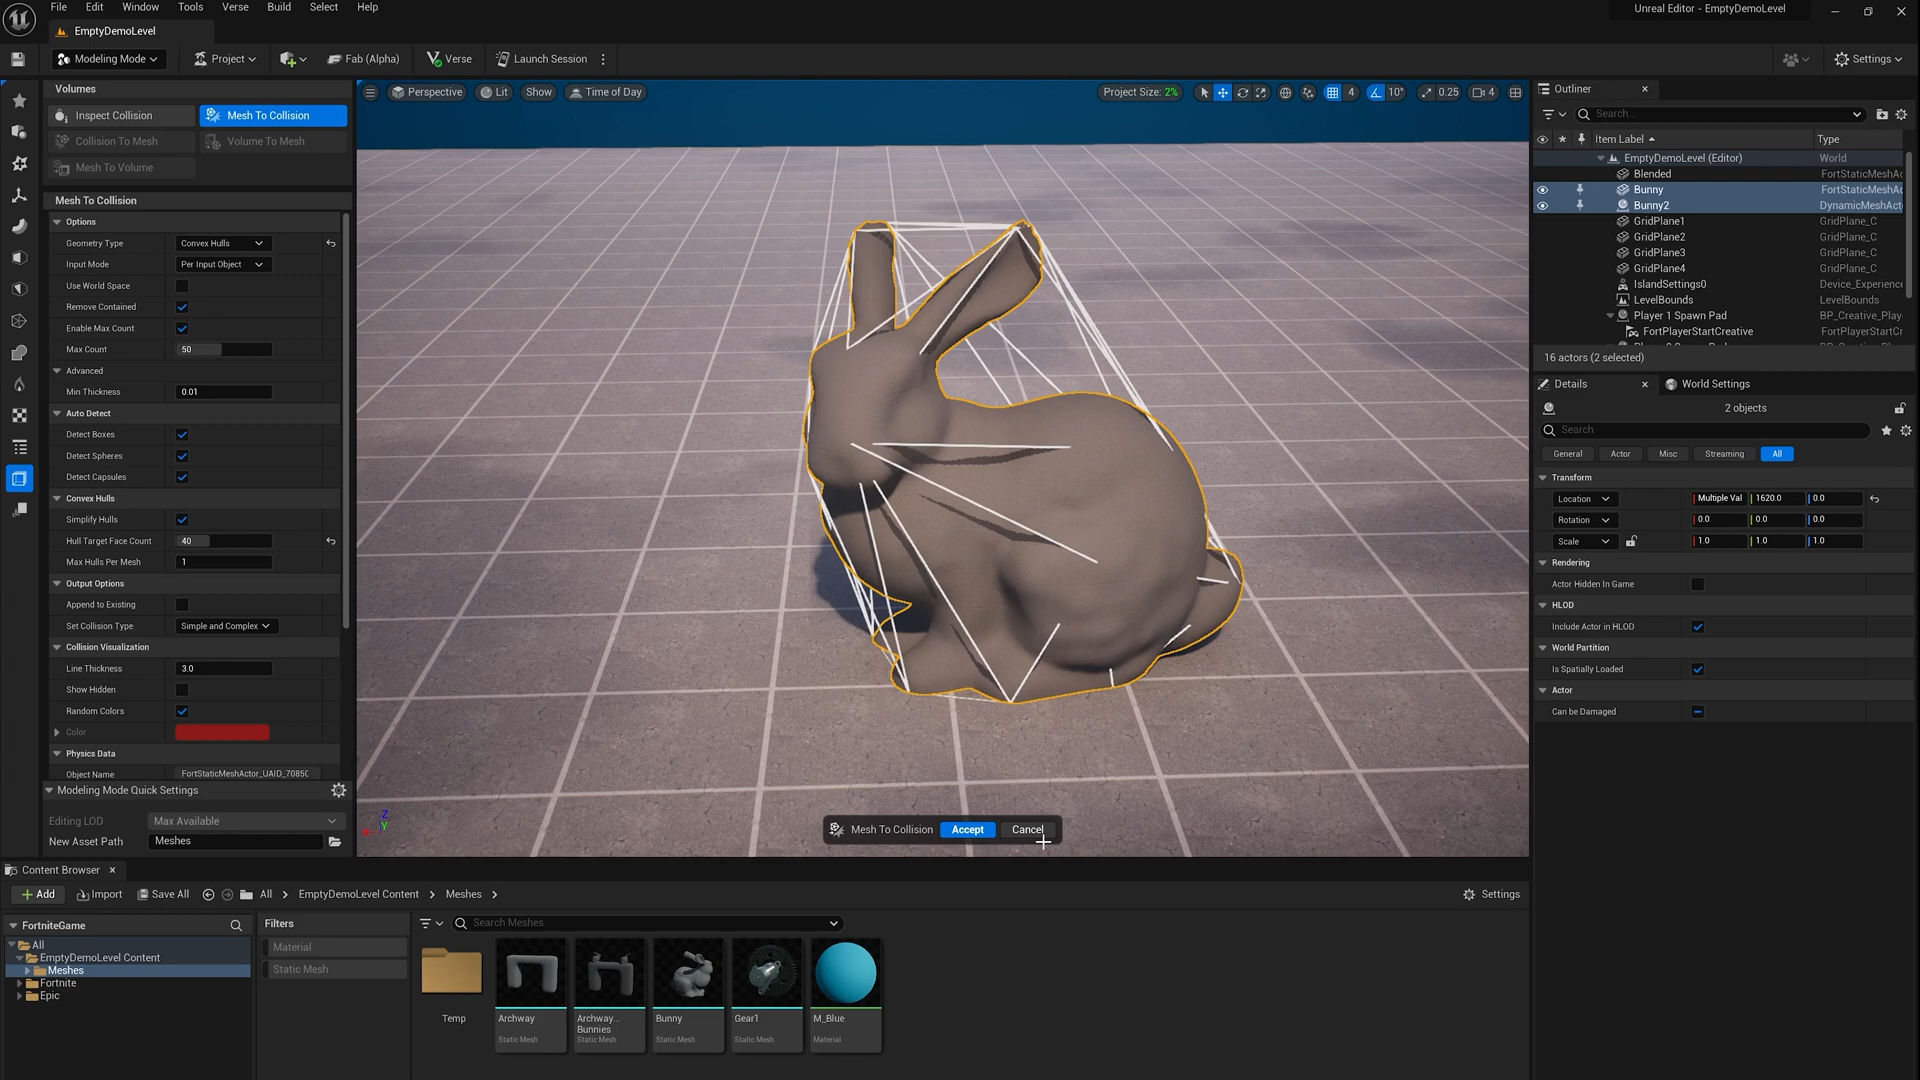 File Edit Window Tools Verse Build Select Help
Unreal Editor - EmptyDemoLevel
EmptyDemoLevel
Modeling Mode
Project
Fab (Alpha)
Verse
Launch Session
Settings
Volumes
Inspect Collision
Mesh To Collision
Collision To Mesh
Volume To Mesh
Mesh To Volume
Mesh To Collision
Options
Geometry Type Convex Hulls
Input Mode Per Input Object
Use World Space
Remove Contained
Enable Max Count
Max Count 50
Advanced
Min Thickness 0.01
Auto Detect
Detect Boxes
Detect Spheres
Detect Capsules
Convex Hulls
Simplify Hulls
Hull Target Face Count 40
Max Hulls Per Mesh 1
Output Options
Append to Existing
Set Collision Type Simple and Complex
Collision Visualization
Line Thickness 3.0
Show Hidden
Random Colors
Color
Physics Data
Object Name FortStaticMeshActor_UAID_7085C
Modeling Mode Quick Settings
Editing LOD Max Available
New Asset Path Meshes
Perspective Lit Show Time of Day
Project Size: 2%
4 10° 0.25 4
Z
Y
Mesh To Collision Accept Cancel
Outliner
Search...
Item Label Type
EmptyDemoLevel (Editor) World
Blended FortStaticMeshAc
Bunny FortStaticMeshAc
Bunny2 DynamicMeshAct
GridPlane1 GridPlane_C
GridPlane2 GridPlane_C
GridPlane3 GridPlane_C
GridPlane4 GridPlane_C
IslandSettings0 Device_Experience
LevelBounds LevelBounds
Player 1 Spawn Pad BP_Creative_Play
FortPlayerStartCreative FortPlayerStartCr
16 actors (2 selected)
Details
World Settings
2 objects
Search
General Actor Misc Streaming All
Transform
Location Multiple Val 1620.0 0.0
Rotation 0.0 0.0 0.0
Scale 1.0 1.0 1.0
Rendering
Actor Hidden In Game
HLOD
Include Actor in HLOD
World Partition
Is Spatially Loaded
Actor
Can be Damaged
Content Browser
Add Import Save All All EmptyDemoLevel Content Meshes
Settings
FortniteGame
All
EmptyDemoLevel Content
Meshes
Fortnite
Epic
Filters
Material
Static Mesh
Search Meshes
Temp
Archway
Static Mesh
Archway...
Bunnies
Static Mesh
Bunny
Static Mesh
Gear1
Static Mesh
M_Blue
Material